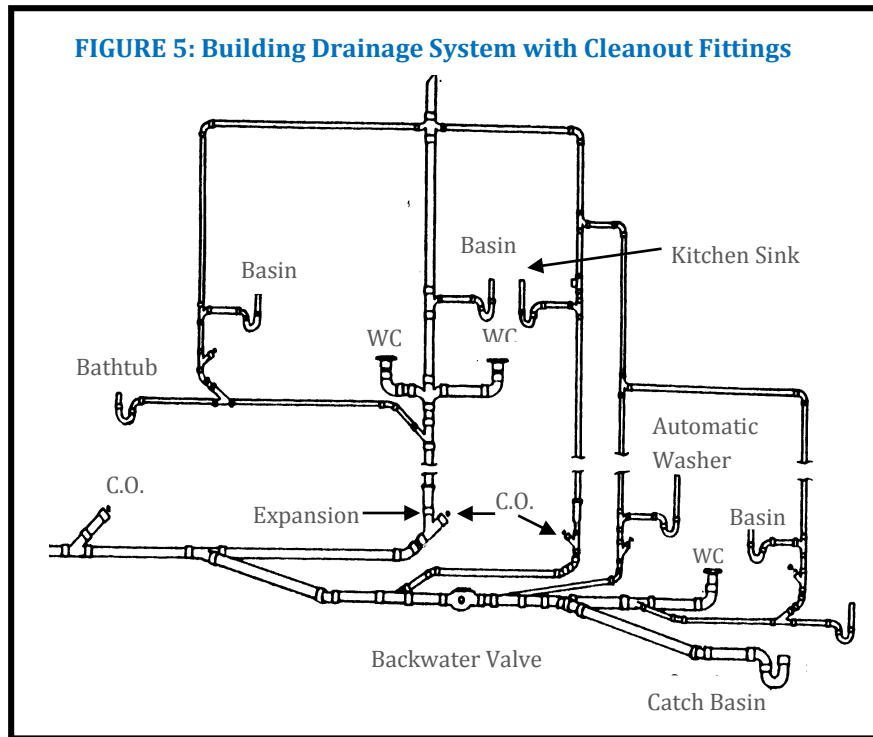 FIGURE 5: Building Drainage System with Cleanout Fittings
Basin
Kitchen Sink
Basin
WC
WC
Bathtub
Automatic
Washer
C.O.
Expansion
C.O.
Basin
WC
Backwater Valve
Catch Basin